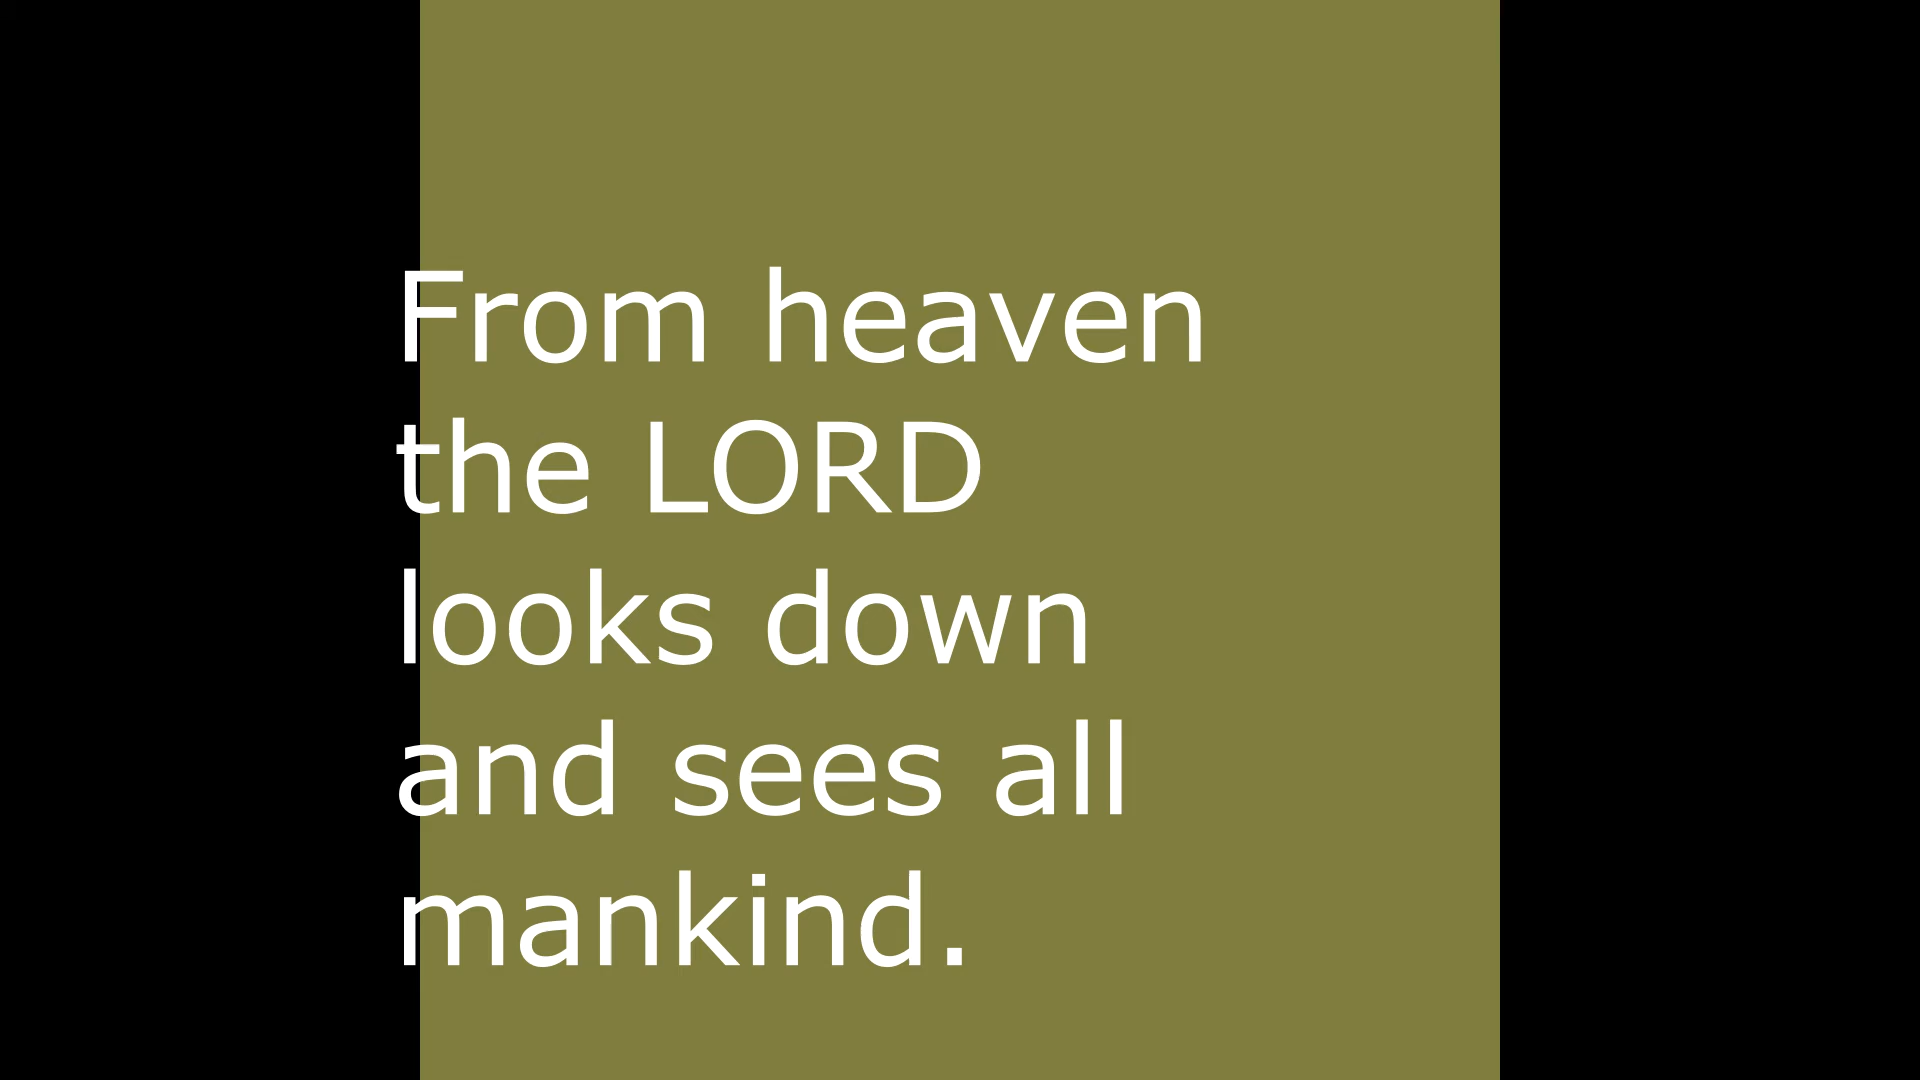 From heaven
the LORD
looks down
and sees all
mankind.